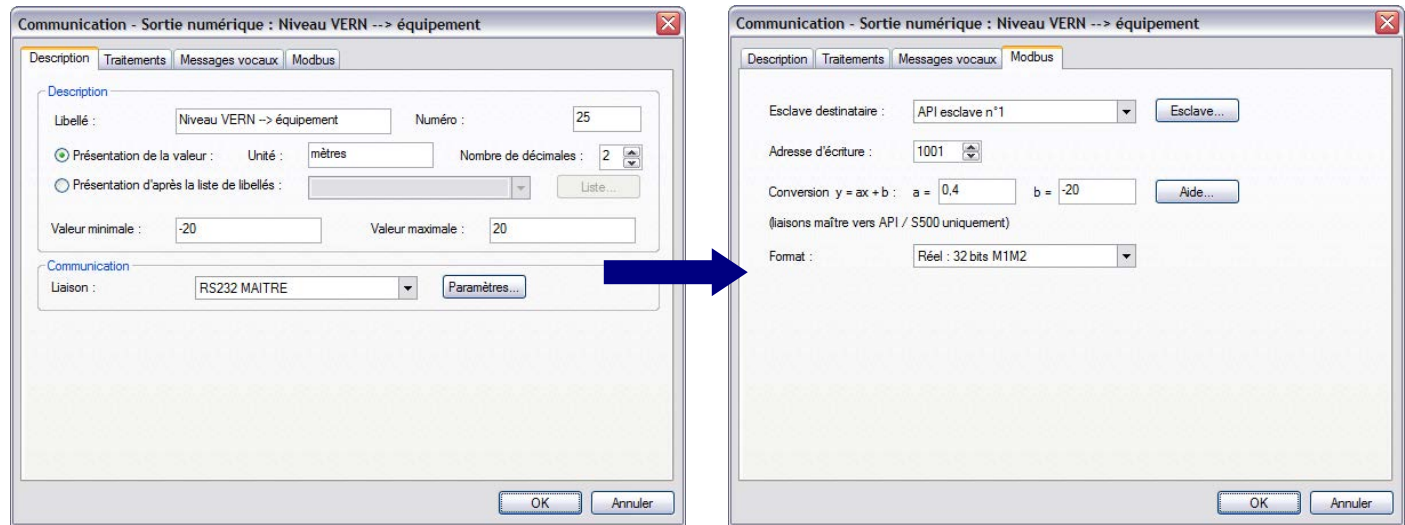 Communication - Sortie numérique : Niveau VERN --> équipement
Description Traitements Messages vocaux Modbus
Description
Libellé : Niveau VERN --> équipement Numéro : 25
Présentation de la valeur : Unité : mètres Nombre de décimales : 2
Présentation d'après la liste de libellés : Liste...
Valeur minimale : -20 Valeur maximale : 20
Communication
Liaison : RS232 MAITRE Paramètres...
OK Annuler
Communication - Sortie numérique : Niveau VERN --> équipement
Description Traitements Messages vocaux Modbus
Esclave destinataire : API esclave n°1 Esclave...
Adresse d'écriture : 1001
Conversion y = ax + b : a = 0,4 b = -20 Aide...
(liaisons maître vers API / S500 uniquement)
Format : Réel : 32 bits M1M2
OK Annuler